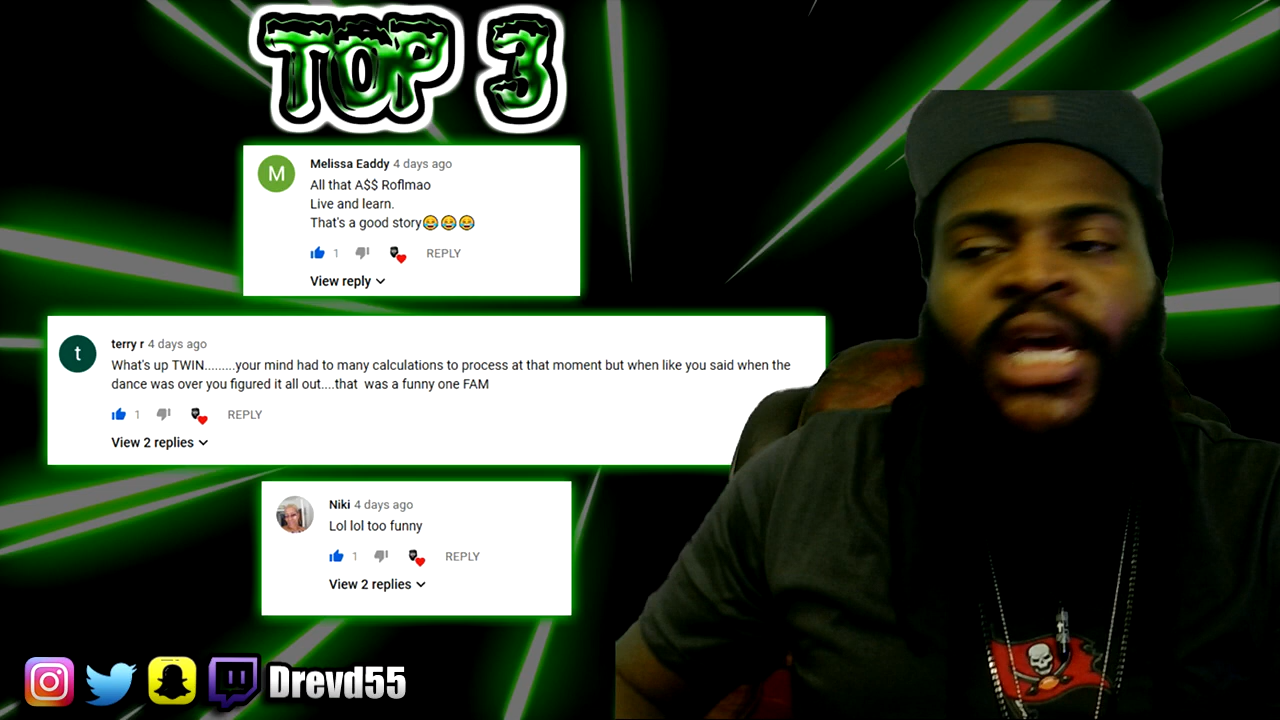 TOP 3
M
Melissa Eaddy 4 days ago
All that A$$ Roflmao
Live and learn.
That's a good story😂😂😂
1 REPLY
View reply
t
terry r 4 days ago
What's up TWIN.........your mind had to many calculations to process at that moment but when like you said when the
dance was over you figured it all out....that was a funny one FAM
1 REPLY
View 2 replies
Niki 4 days ago
Lol lol too funny
1 REPLY
View 2 replies
Drevd55